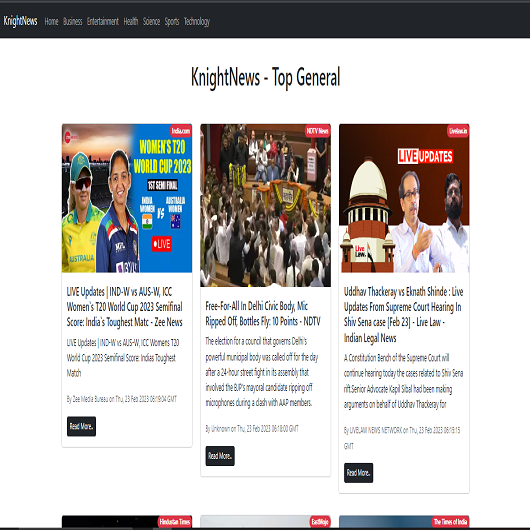 KnightNews Home Business Entertainment Health Science Sports Technology
KnightNews - Top General
India.com
WOMEN'S T20
WORLD CUP 2023
1ST SEMI FINAL
INDIA WOMEN VS AUSTRALIA WOMEN
LIVE
AUSTRALIA
LIVE Updates | IND-W vs AUS-W, ICC
Women's T20 World Cup 2023 Semifinal
Score: India's Toughest Matc - Zee News
LIVE Updates | IND-W vs AUS-W, ICC Womens T20
World Cup 2023 Semifinal Score: Indias Toughest
Match
By Zee Media Bureau on Thu, 23 Feb 2023 06:19:04 GMT
Read More..
NDTV News
Free-For-All In Delhi Civic Body, Mic
Ripped Off, Bottles Fly: 10 Points - NDTV
The election for a council that governs Delhi's
powerful municipal body was called off for the day
after a 24-hour street fight in its assembly that
involved the BJP's mayoral candidate ripping off
microphones during a clash with AAP members.
By Unknown on Thu, 23 Feb 2023 06:18:00 GMT
Read More..
Livelaw.in
LIVE UPDATES
Live
Law
Uddhav Thackeray vs Eknath Shinde : Live
Updates From Supreme Court Hearing In
Shiv Sena case [Feb 23] - Live Law -
Indian Legal News
A Constitution Bench of the Supreme Court will
continue hearing today the cases related to Shiv Sena
rift.Senior Advocate Kapil Sibal had been making
arguments on behalf of Uddhav Thackeray for
By LIVELAW NEWS NETWORK on Thu, 23 Feb 2023 06:15:15
GMT
Read More..
Hindustan Times
EastMojo
The Times of India